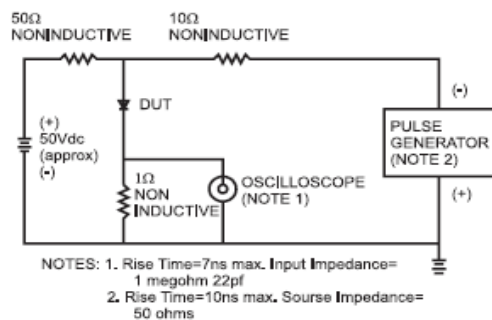 50Ω
NONINDUCTIVE
10Ω
NONINDUCTIVE
(+)
50Vdc
(approx)
(-)
DUT
1Ω
NON
INDUCTIVE
OSCILLOSCOPE
(NOTE 1)
(-)
PULSE
GENERATOR
(NOTE 2)
(+)
NOTES: 1. Rise Time=7ns max. Input Impedance=
1 megohm 22pf
2. Rise Time=10ns max. Sourse Impedance=
50 ohms